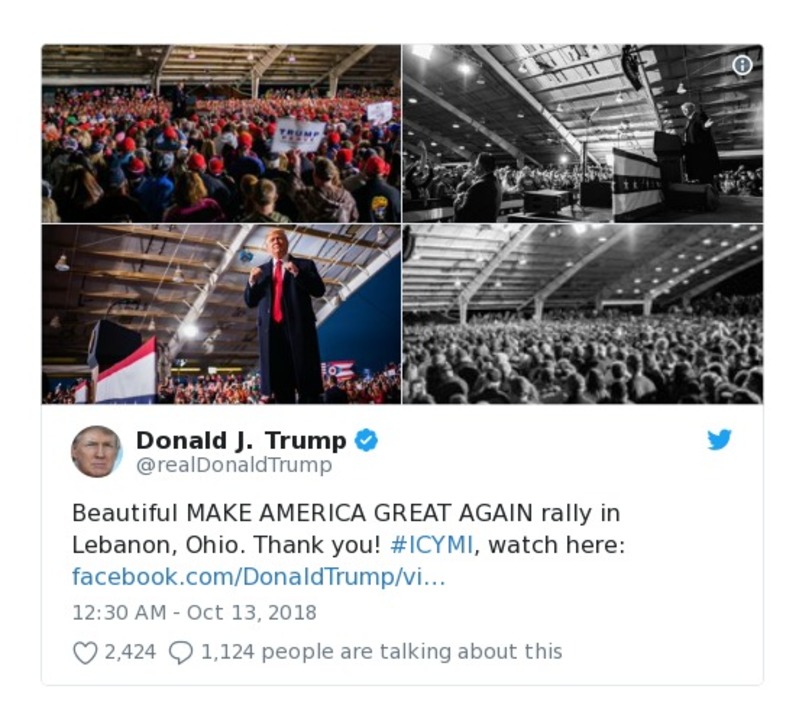 TRUMP
Donald J. Trump
@realDonaldTrump
Beautiful MAKE AMERICA GREAT AGAIN rally in
Lebanon, Ohio. Thank you! #ICYMI, watch here:
facebook.com/DonaldTrump/vi...
12:30 AM - Oct 13, 2018
2,424 1,124 people are talking about this